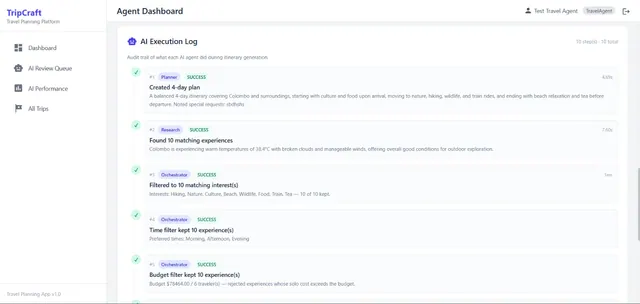 TripCraft
Travel Planning Platform
Agent Dashboard
Test Travel Agent
TravelAgent
Dashboard
AI Review Queue
AI Performance
All Trips
AI Execution Log
10 total
Audit trail of what each AI agent did during itinerary generation.
#1 Planner SUCCESS
Created 4-day plan
A balanced 4-day itinerary covering Colombo and surroundings, starting with culture and food upon arrival, moving to nature, hiking, wildlife, and train rides, and ending with beach relaxation and tea before
departure. Noted special requests:
#2 Research SUCCESS
Found 10 matching experiences
Colombo is experiencing warm temperatures of with broken clouds and manageable winds, offering overall good conditions for outdoor exploration.
#3 Orchestrator SUCCESS
Filtered to 10 matching interest(s)
Interests: Hiking, Nature, Culture, Beach, Wildlife, Food, Train, Tea — 10 of 10 kept.
#4 Orchestrator SUCCESS
Time filter kept 10 experience(s)
Preferred times: Morning, Afternoon, Evening
#5 Orchestrator SUCCESS
Budget filter kept 10 experience(s)
Budget / 6 traveler(s) — rejected experiences whose solo cost exceeds the budget.
Travel Planning App v1.0